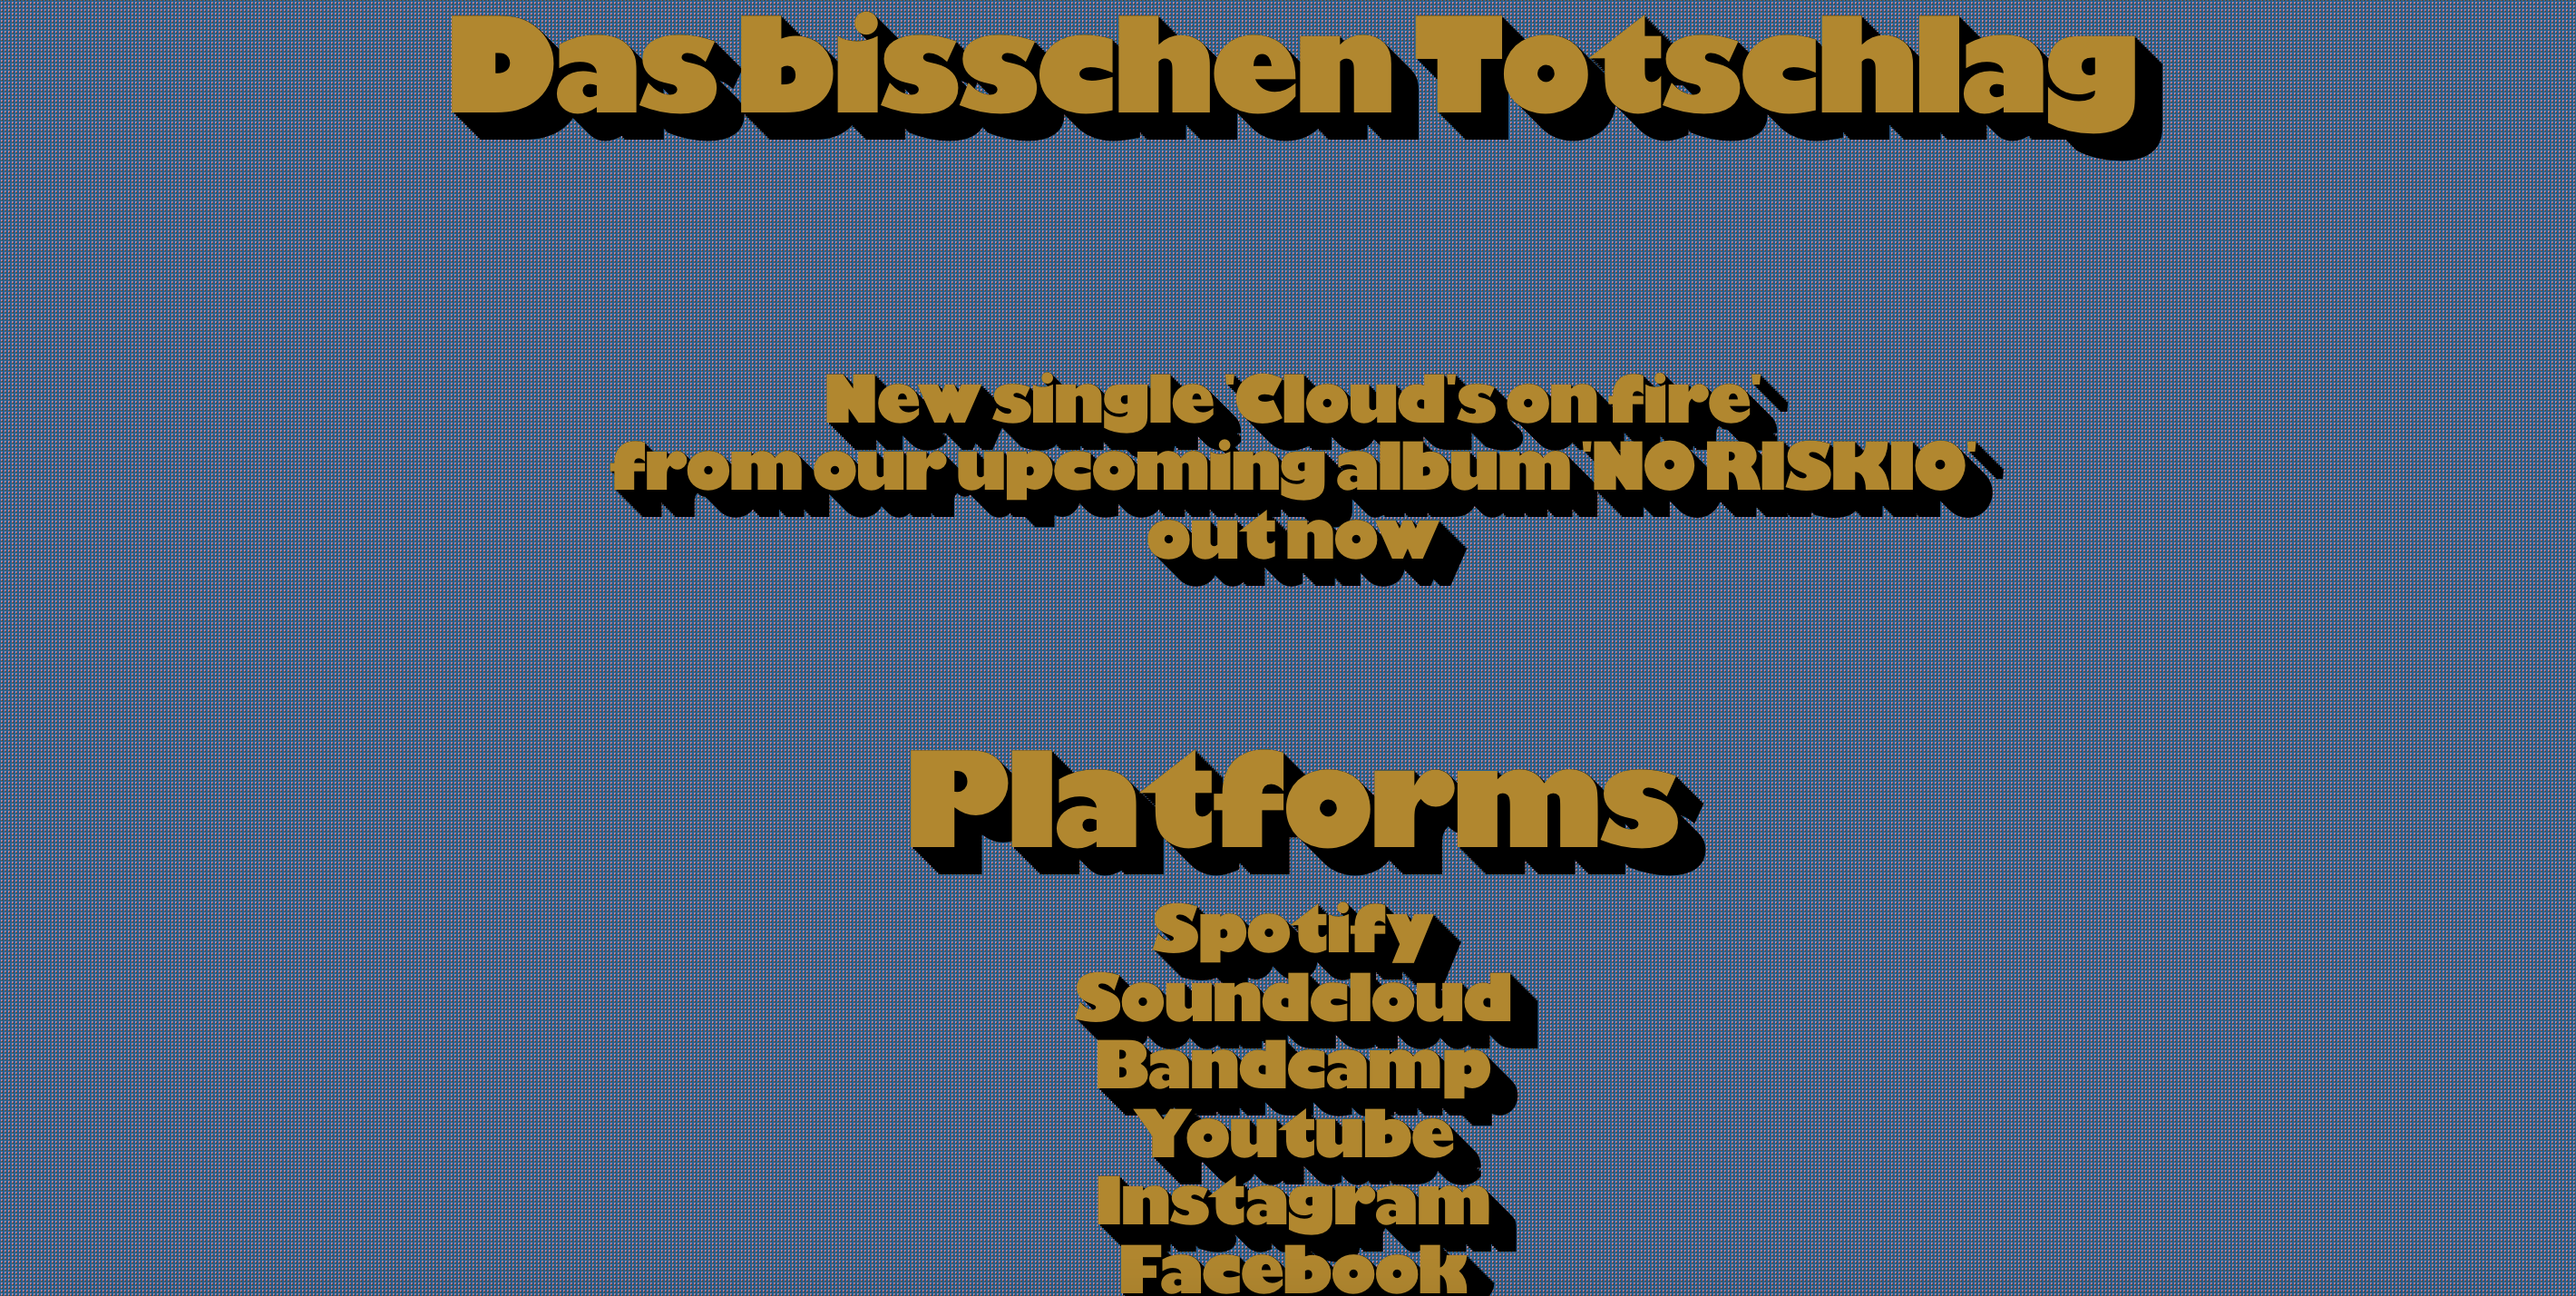 Das bisschen Totschlag
New single 'Cloud's on fire'
from our upcoming album 'NO RISKIO'
out now
Platforms
Spotify
Soundcloud
Bandcamp
Youtube
Instagram
Facebook